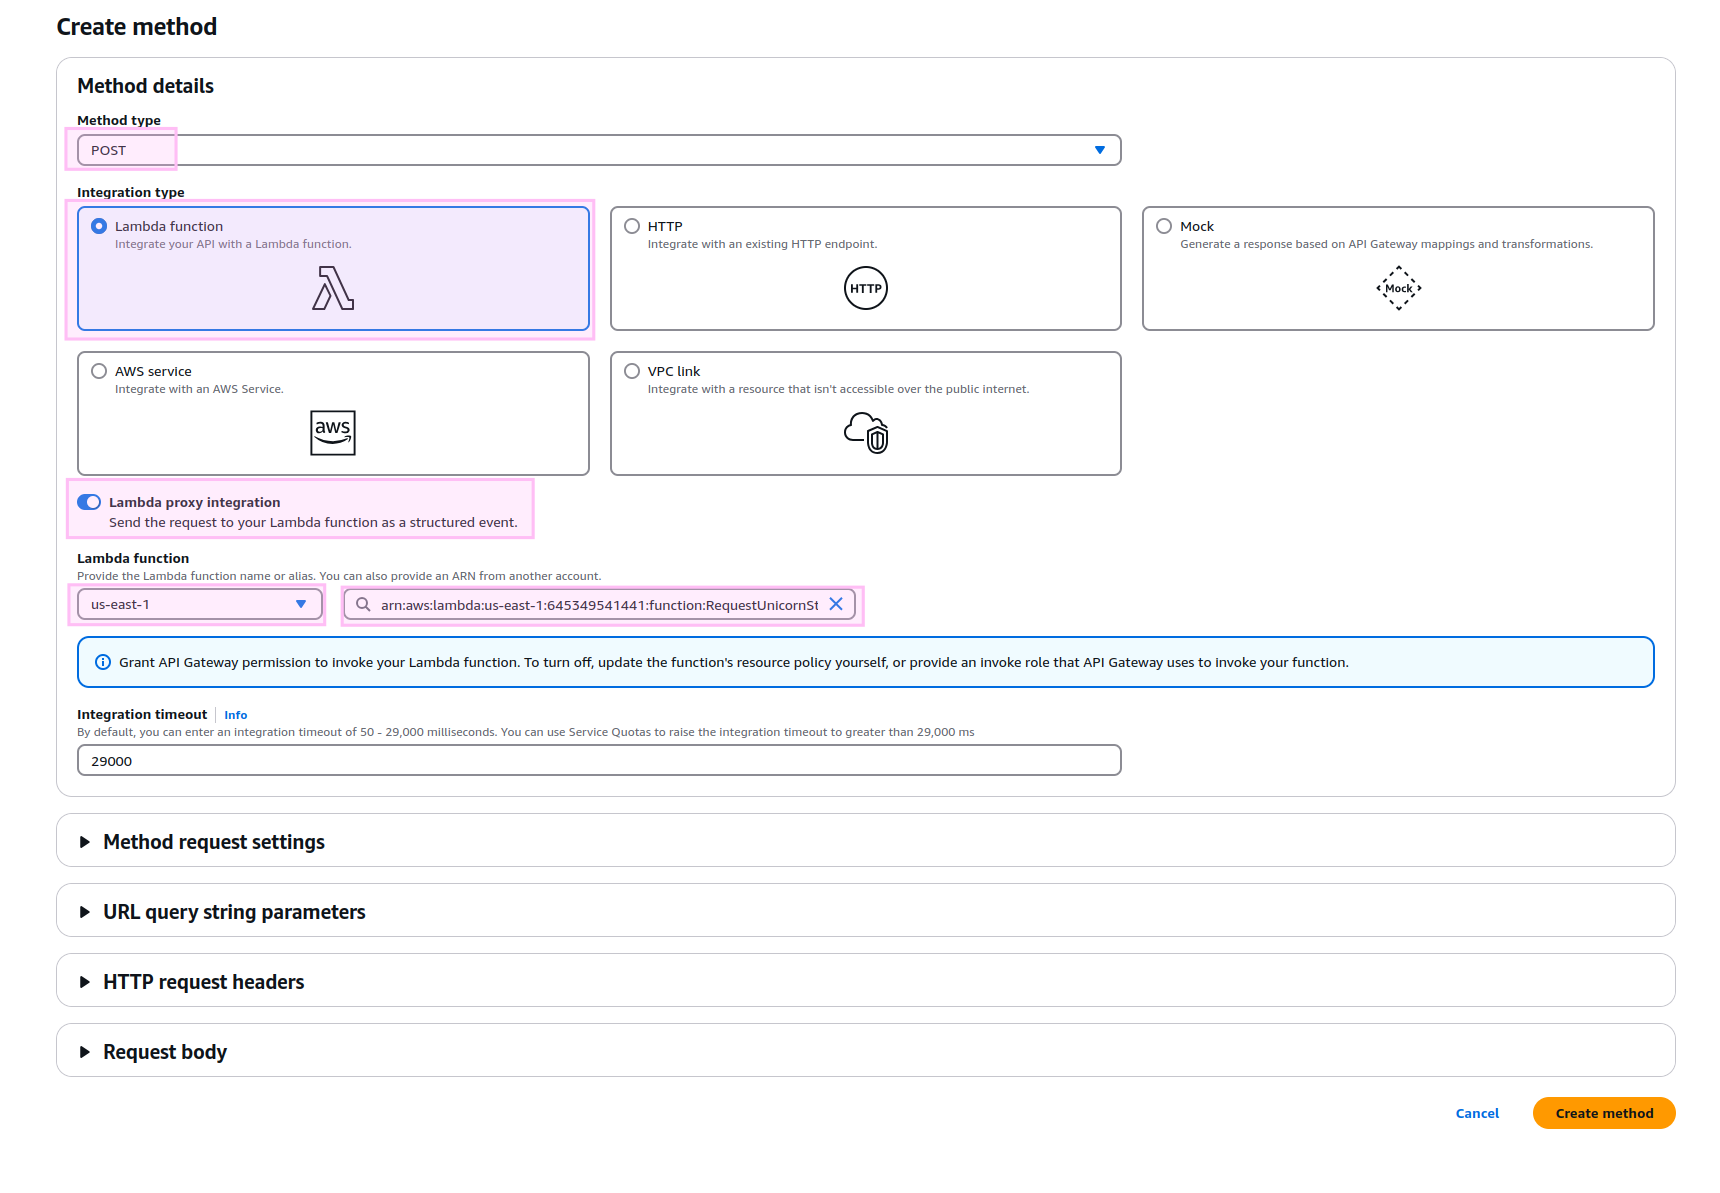 Create method
Method details
Method type
POST
Integration type
Lambda function
Integrate your API with a Lambda function.
HTTP
Integrate with an existing HTTP endpoint.
HTTP
Mock
Generate a response based on API Gateway mappings and transformations.
Mock
AWS service
Integrate with an AWS Service.
aws
VPC link
Integrate with a resource that isn't accessible over the public internet.
Lambda proxy integration
Send the request to your Lambda function as a structured event.
Lambda function
Provide the Lambda function name or alias. You can also provide an ARN from another account.
us-east-1
arn:aws:lambda:us-east-1:645349541441:function:RequestUnicornSt
Grant API Gateway permission to invoke your Lambda function. To turn off, update the function's resource policy yourself, or provide an invoke role that API Gateway uses to invoke your function.
Integration timeout Info
By default, you can enter an integration timeout of 50 - 29,000 milliseconds. You can use Service Quotas to raise the integration timeout to greater than 29,000 ms
29000
Method request settings
URL query string parameters
HTTP request headers
Request body
Cancel Create method